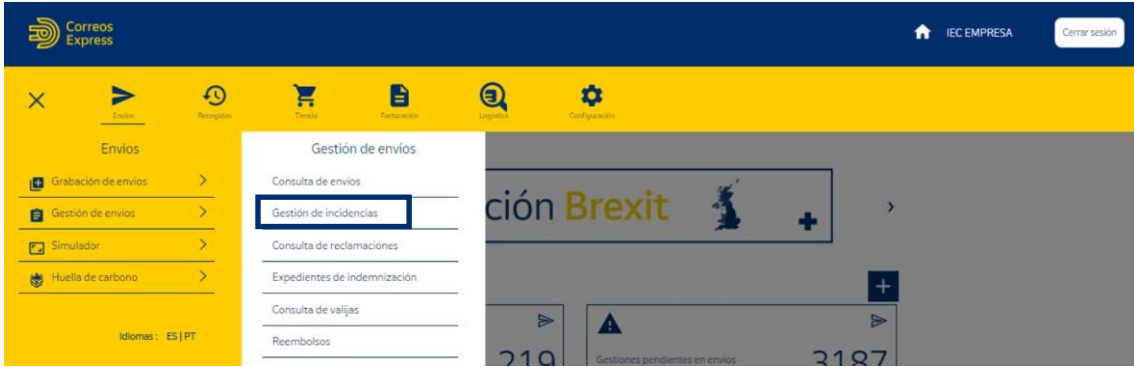 Correos
Express
IEC EMPRESA
Cerrar sesión
Envíos
Recogidas
Tienda
Facturación
Logística
Configuración
Envíos
Grabación de envíos
Gestión de envíos
Simulador
Huella de carbono
Idiomas : ES | PT
Gestión de envíos
Consulta de envíos
Gestión de incidencias
Consulta de reclamaciones
Expedientes de indemnización
Consulta de valijas
Reembolsos
ción Brexit
219
Gestiones pendientes en envíos
3187